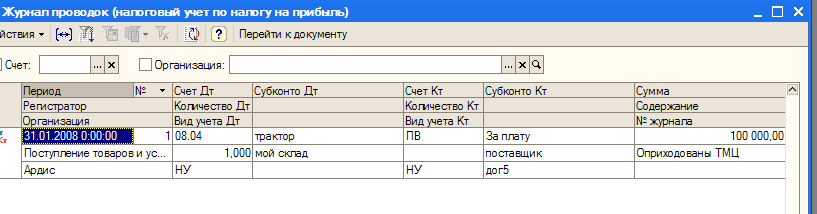 Журнал проводок (налоговый учет по налогу на прибыль)
йствия Перейти к документу
Счет: ... Организация: ...
Период № Счет Дт Субконто Дт Счет Кт Субконто Кт Сумма
Регистратор Количество Дт Количество Кт Содержание
Организация Вид учета Дт Вид учета Кт № журнала
31.01.2008 0:00:00 1 08.04 трактор ПВ За плату 100 000,00
Поступление товаров и ус... 1,000 мой склад поставщик Оприходованы ТМЦ
Ардис НУ НУ дог5